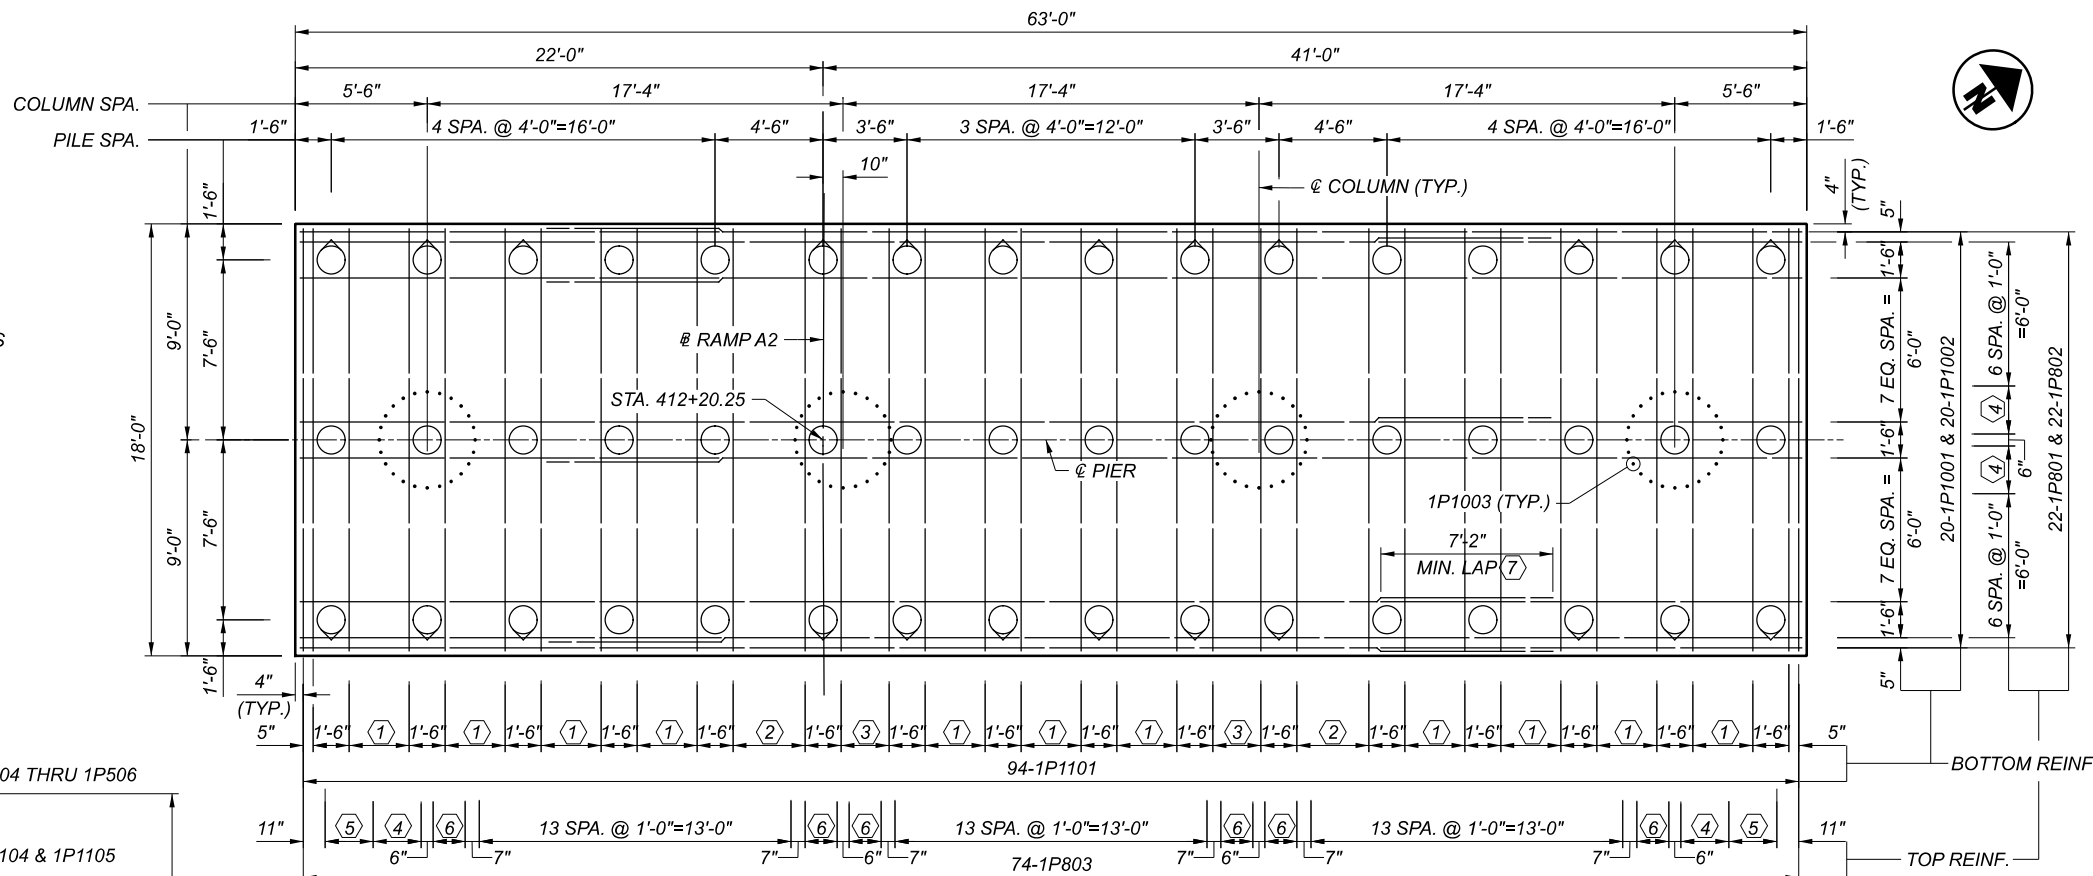 63'-0"
22'-0" 41'-0"
COLUMN SPA. 5'-6" 17'-4" 17'-4" 17'-4" 5'-6"
PILE SPA. 1'-6" 4 SPA. @ 4'-0"=16'-0" 4'-6" 3'-6" 3 SPA. @ 4'-0"=12'-0" 3'-6" 4'-6" 4 SPA. @ 4'-0"=16'-0" 1'-6"
10"
℄ COLUMN (TYP.)
N
4"
(TYP.)
1'-6"
9'-0"
7'-6"
18'-0"
9'-0"
7'-6"
1'-6"
S
RAMP A2
STA. 412+20.25
℄ PIER
1P1003 (TYP.)
7'-2"
MIN. LAP 7
5"
1'-6"
7 EQ. SPA. =
6'-0"
1'-6"
7 EQ. SPA. =
6'-0"
1'-6"
5"
20-1P1001 & 20-1P1002
6 SPA. @ 1'-0"
=6'-0"
4
6"
4
6 SPA. @ 1'-0"
=6'-0"
22-1P801 & 22-1P802
4"
(TYP.)
5" 1'-6" 1 1'-6" 1 1'-6" 1 1'-6" 1 1'-6" 2 1'-6" 3 1'-6" 1 1'-6" 1 1'-6" 1 1'-6" 3 1'-6" 2 1'-6" 1 1'-6" 1 1'-6" 1 1'-6" 1 1'-6" 5"
94-1P1101
BOTTOM REINF
04 THRU 1P506
11" 5 4 6 13 SPA. @ 1'-0"=13'-0" 6 6 13 SPA. @ 1'-0"=13'-0" 6 6 13 SPA. @ 1'-0"=13'-0" 6 4 5 11"
6" 7" 7" 6" 7" 7" 6" 7" 7" 6"
104 & 1P1105
74-1P803
TOP REINF.